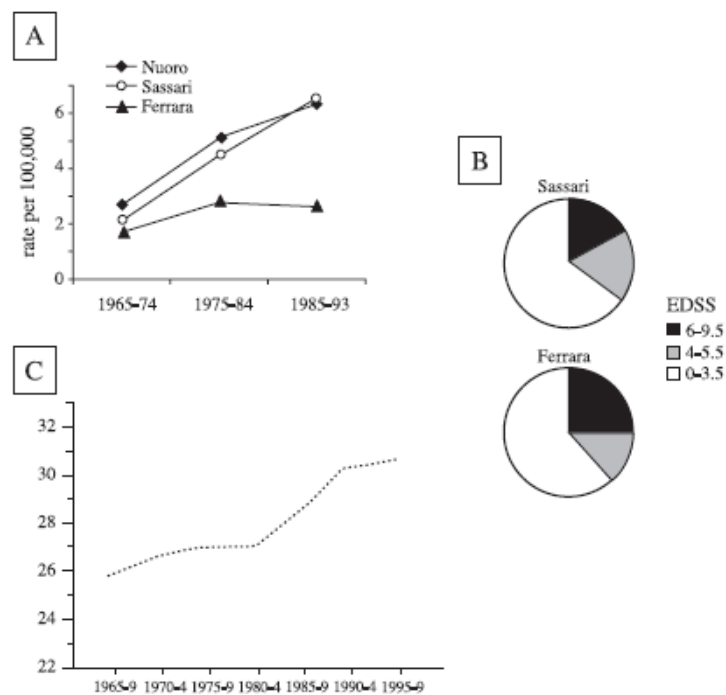 A
Nuoro
Sassari
Ferrara
rate per 100,000
6
4
2
0
1965-74 1975-84 1985-93
B
Sassari
Ferrara
EDSS
6-9.5
4-5.5
0-3.5
C
32
30
28
26
24
22
1965-9 1970-4 1975-9 1980-4 1985-9 1990-4 1995-9